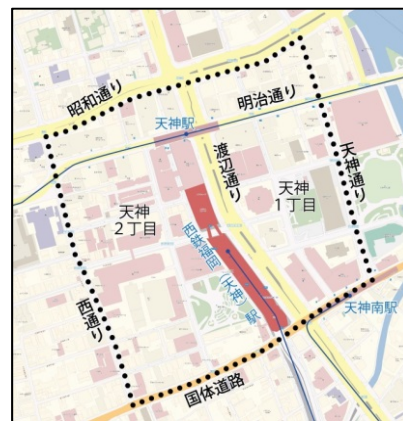 昭和通り
明治通り
天神駅
渡辺通り
天神通り
天神
2丁目
天神
1丁目
西鉄福岡（天神）駅
西通り
天神南駅
国体道路